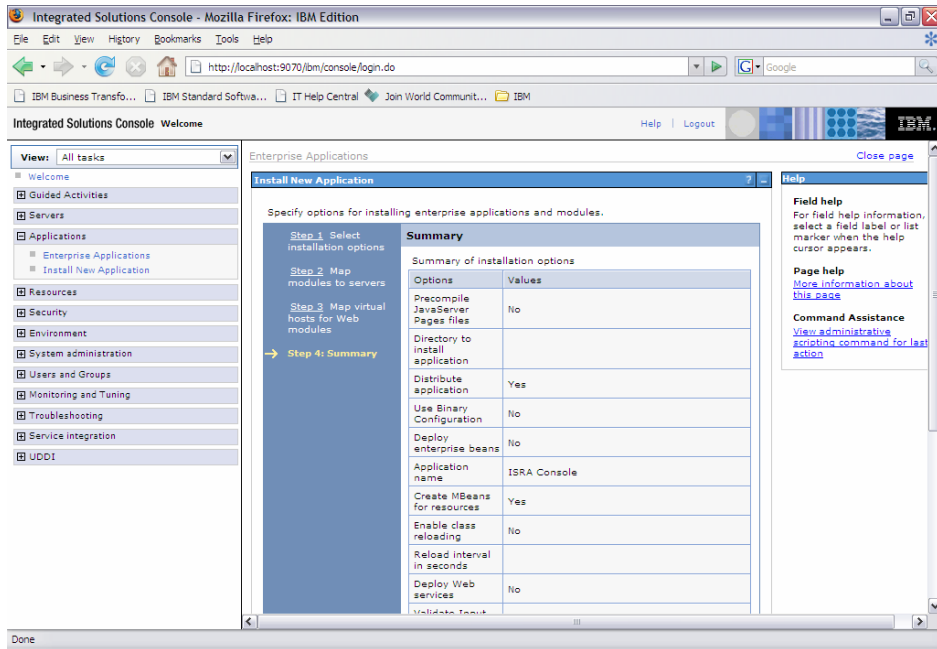 Integrated Solutions Console - Mozilla Firefox: IBM Edition
File Edit View History Bookmarks Tools Help
http://localhost:9070/ibm/console/login.do
G Google
IBM Business Transfo... IBM Standard Softwa... IT Help Central Join World Communit... IBM
Integrated Solutions Console Welcome
Help | Logout
IBM.
View: All tasks
Welcome
Guided Activities
Servers
Applications
Enterprise Applications
Install New Application
Resources
Security
Environment
System administration
Users and Groups
Monitoring and Tuning
Troubleshooting
Service integration
UDDI
Enterprise Applications
Close page
Install New Application ? –
Specify options for installing enterprise applications and modules.
Step 1 Select
installation options
Step 2 Map
modules to servers
Step 3 Map virtual
hosts for Web
modules
Step 4: Summary
Summary
Summary of installation options
Options Values
Precompile
JavaServer
Pages files
No
Directory to
install
application
Distribute
application
Yes
Use Binary
Configuration
No
Deploy
enterprise beans
No
Application
name
ISRA Console
Create MBeans
for resources
Yes
Enable class
reloading
No
Reload interval
in seconds
Deploy Web
services
No
Validate Input
Help
Field help
For field help information,
select a field label or list
marker when the help
cursor appears.
Page help
More information about
this page
Command Assistance
View administrative
scripting command for last
action
Done